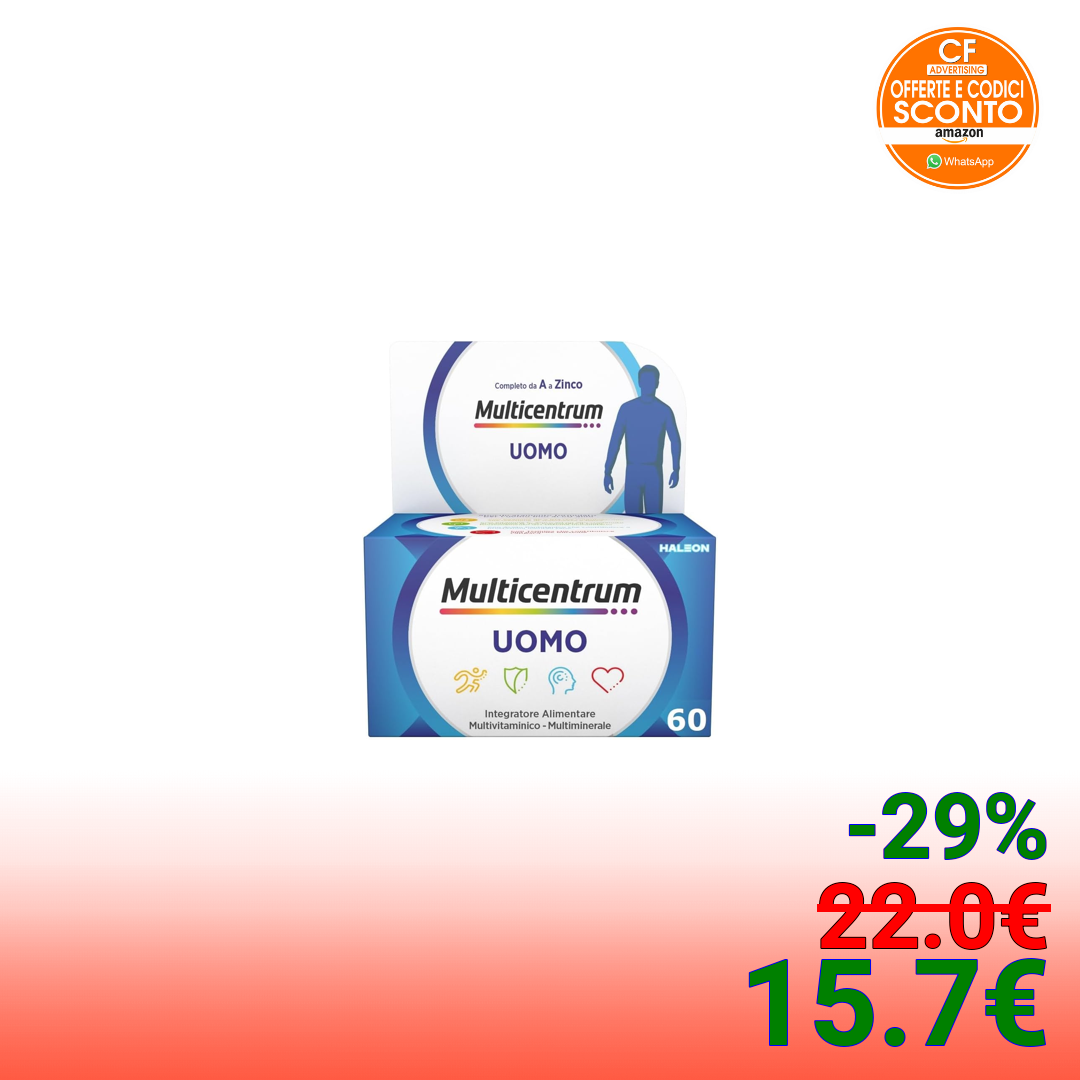 CF
ADVERTISING
OFFERTE E CODICI
SCONTO
amazon
WhatsApp
Completo da A a Zinco
Multicentrum
UOMO
HALEON
Multicentrum
UOMO
Integratore Alimentare
Multivitaminico - Multiminerale
60
-29%
22.0€
15.7€